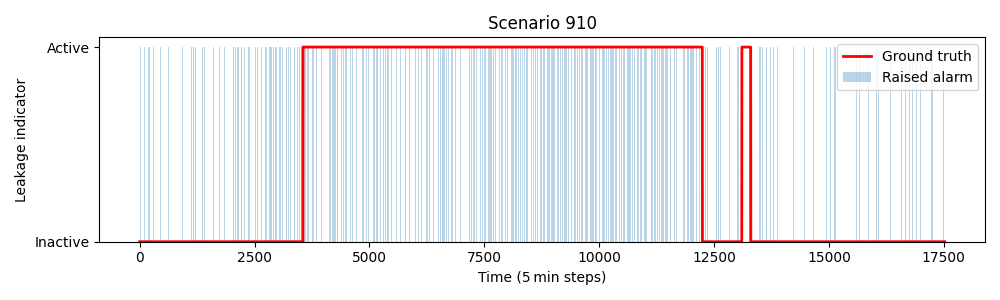 Scenario 910
Active
Inactive
Leakage indicator
Ground truth
Raised alarm
0
2500
5000
7500
10000
12500
15000
17500
Time (5 min steps)